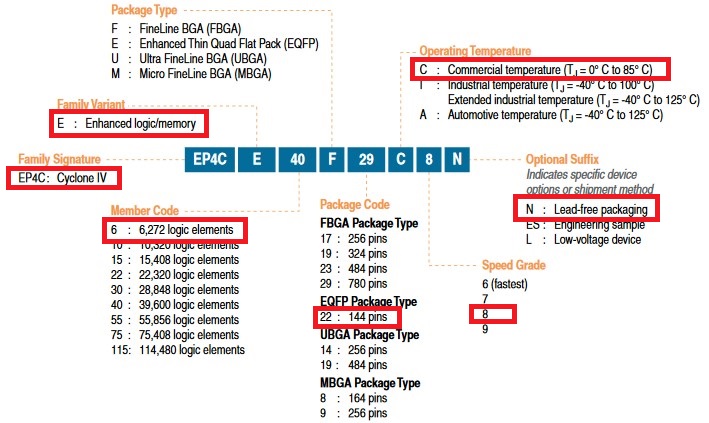 Package Type
F : FineLine BGA (FBGA)
E : Enhanced Thin Quad Flat Pack (EQFP)
U : Ultra FineLine BGA (UBGA)
M : Micro FineLine BGA (MBGA)
Operating Temperature
C : Commercial temperature (TJ = 0° C to 85° C)
I : Industrial temperature (TJ = -40° C to 100° C)
Extended industrial temperature (TJ = -40° C to 125° C)
A : Automotive temperature (TJ = -40° C to 125° C)
Family Variant
E : Enhanced logic/memory
Family Signature
EP4C : Cyclone IV
EP4C E 40 F 29 C 8 N
Optional Suffix
Indicates specific device
options or shipment method
N : Lead-free packaging
ES : Engineering sample
L : Low-voltage device
Member Code
6 : 6,272 logic elements
10 : 10,320 logic elements
15 : 15,408 logic elements
22 : 22,320 logic elements
30 : 28,848 logic elements
40 : 39,600 logic elements
55 : 55,856 logic elements
75 : 75,408 logic elements
115: 114,480 logic elements
Package Code
FBGA Package Type
17 : 256 pins
19 : 324 pins
23 : 484 pins
29 : 780 pins
EQFP Package Type
22 : 144 pins
UBGA Package Type
14 : 256 pins
19 : 484 pins
MBGA Package Type
8 : 164 pins
9 : 256 pins
Speed Grade
6 (fastest)
7
8
9